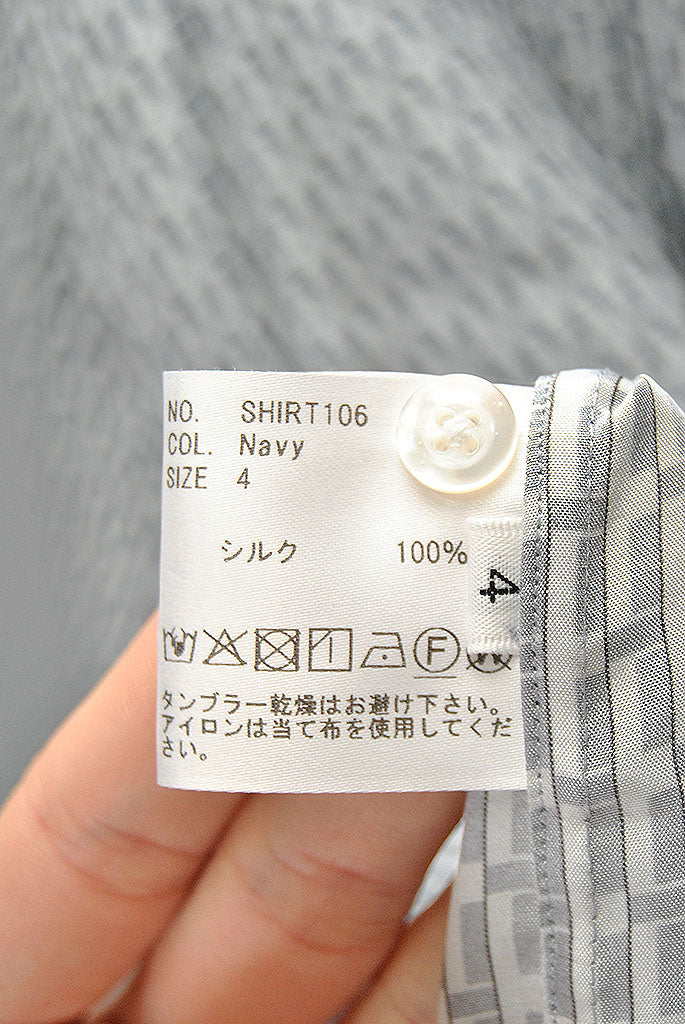 NO. SHIRT106
COL. Navy
SIZE 4
シルク 100%
4
F
W
タンブラー乾燥はお避け下さい。
アイロンは当て布を使用してくだ
さい。